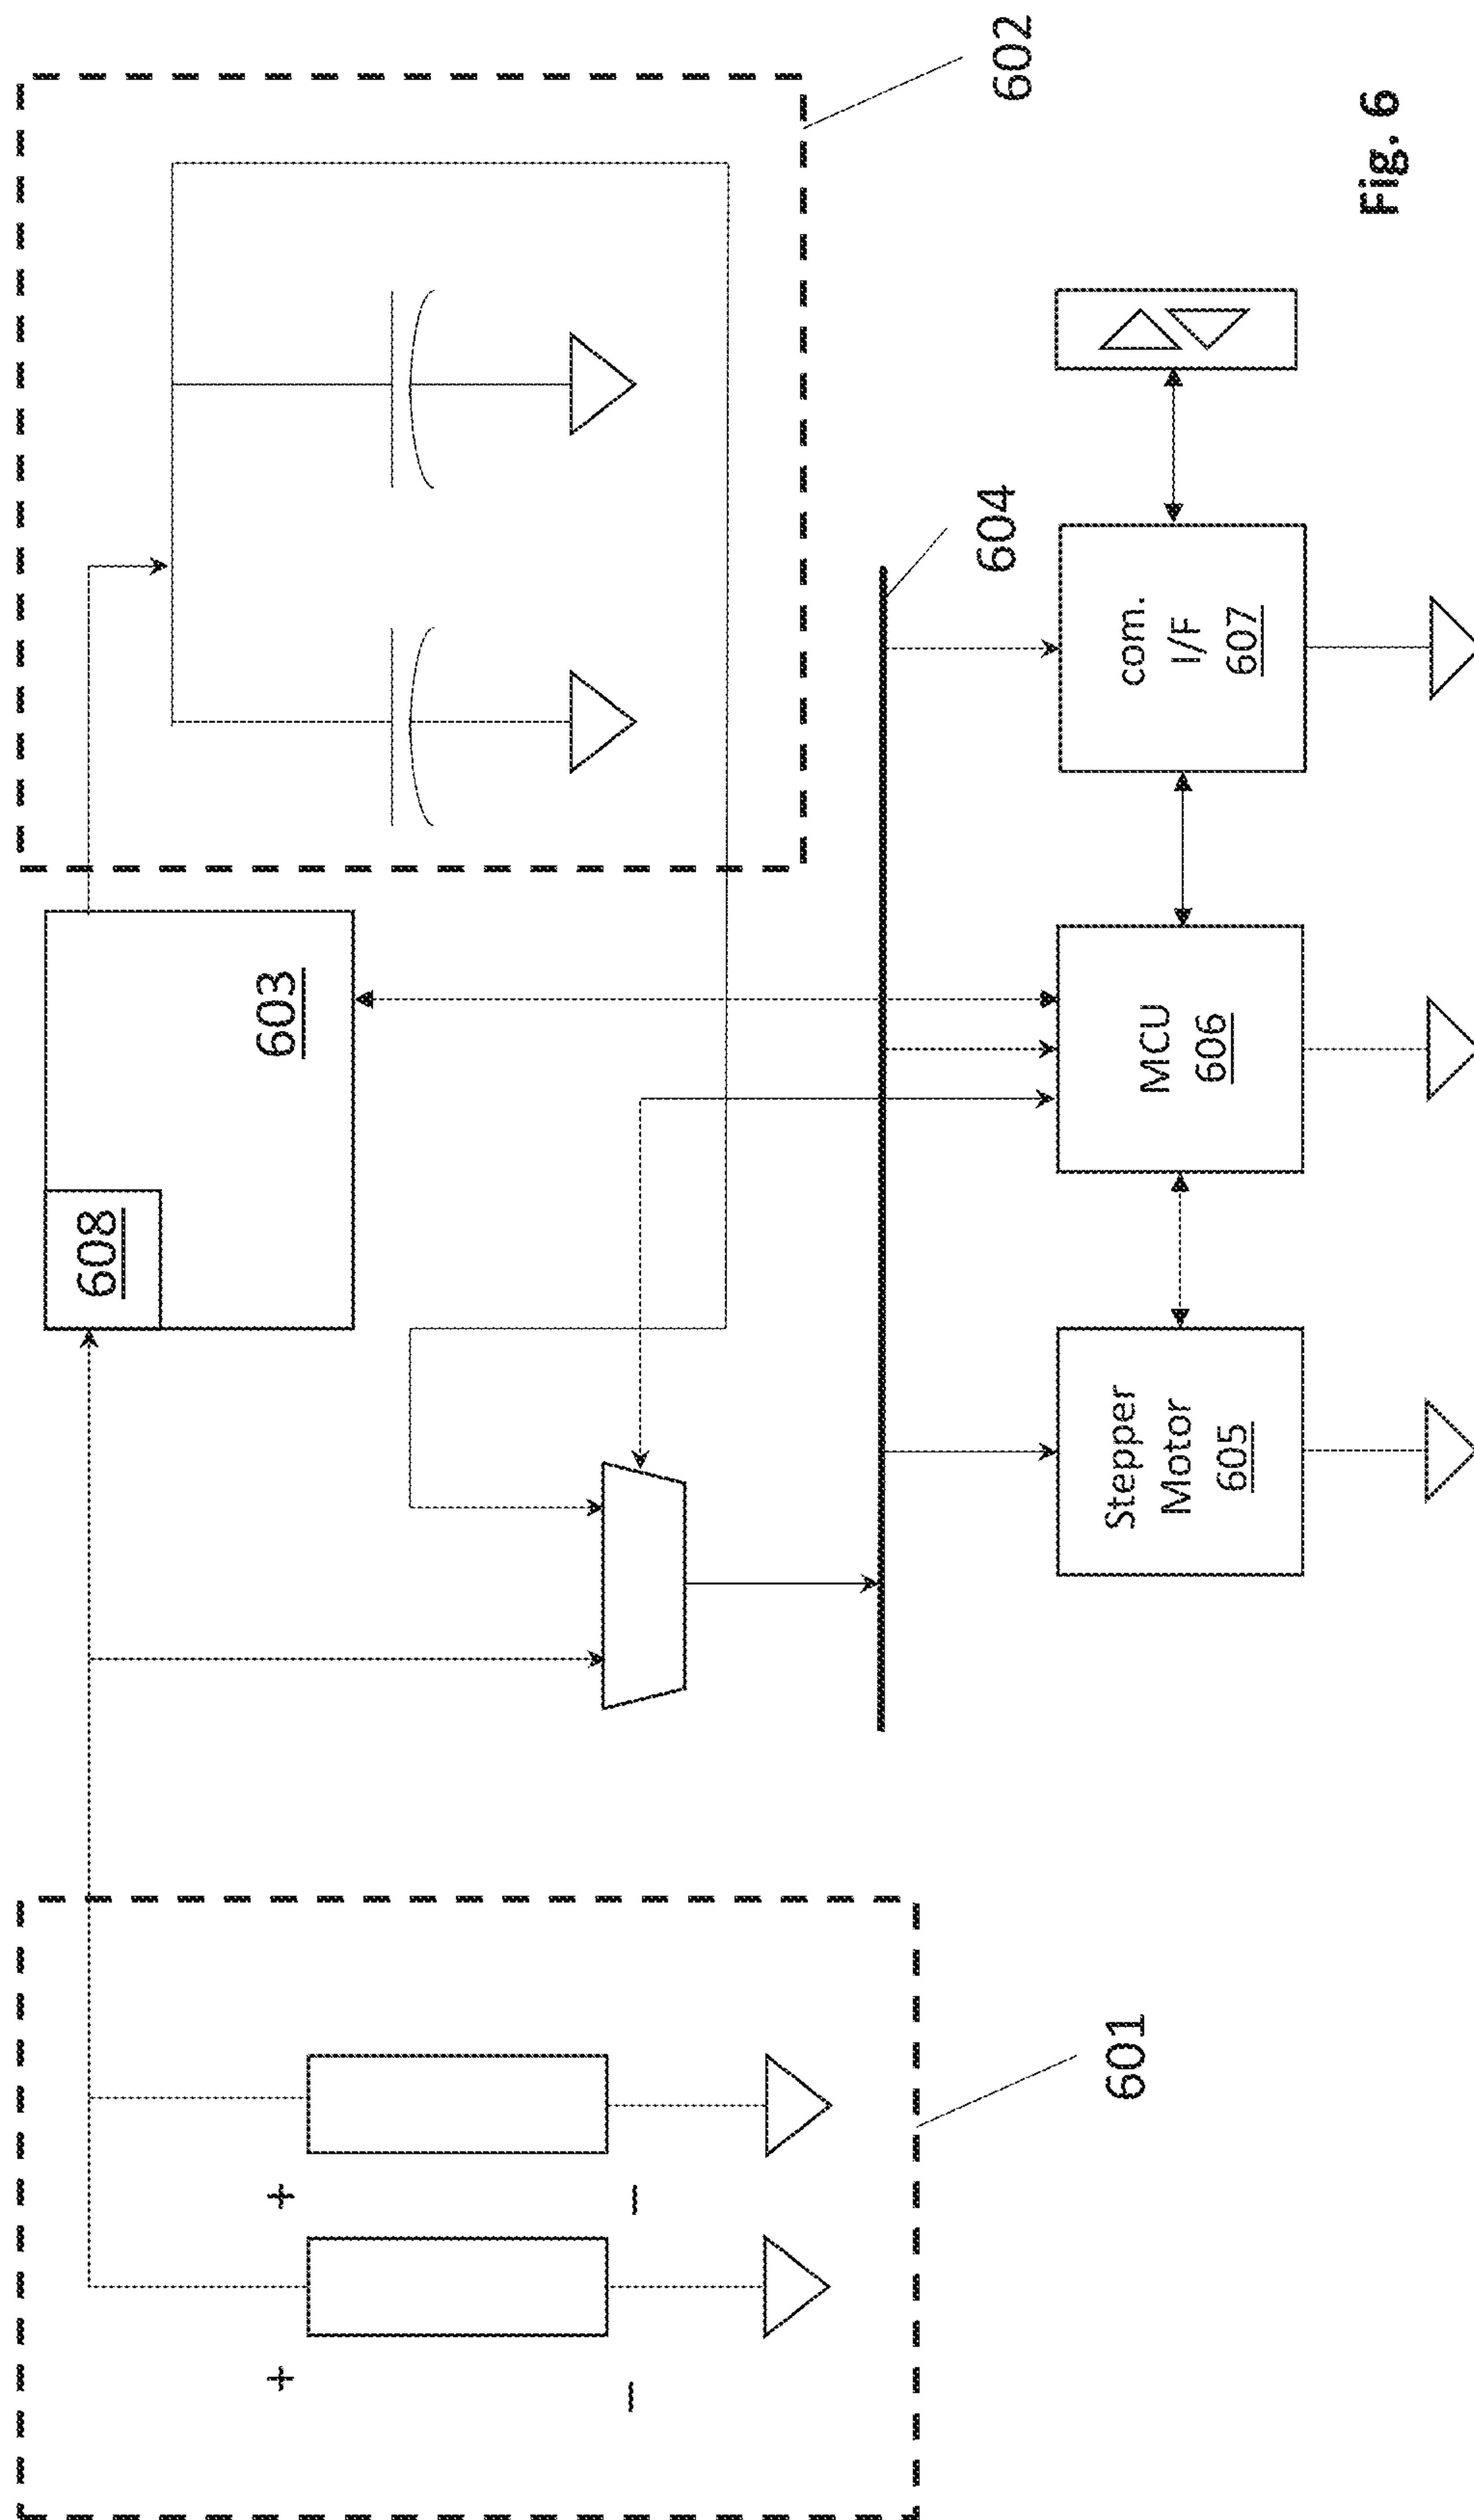 602
608
603
604
+
−
+
−
601
Stepper
Motor
605
MCU
606
com.
I/F
607
Fig. 6